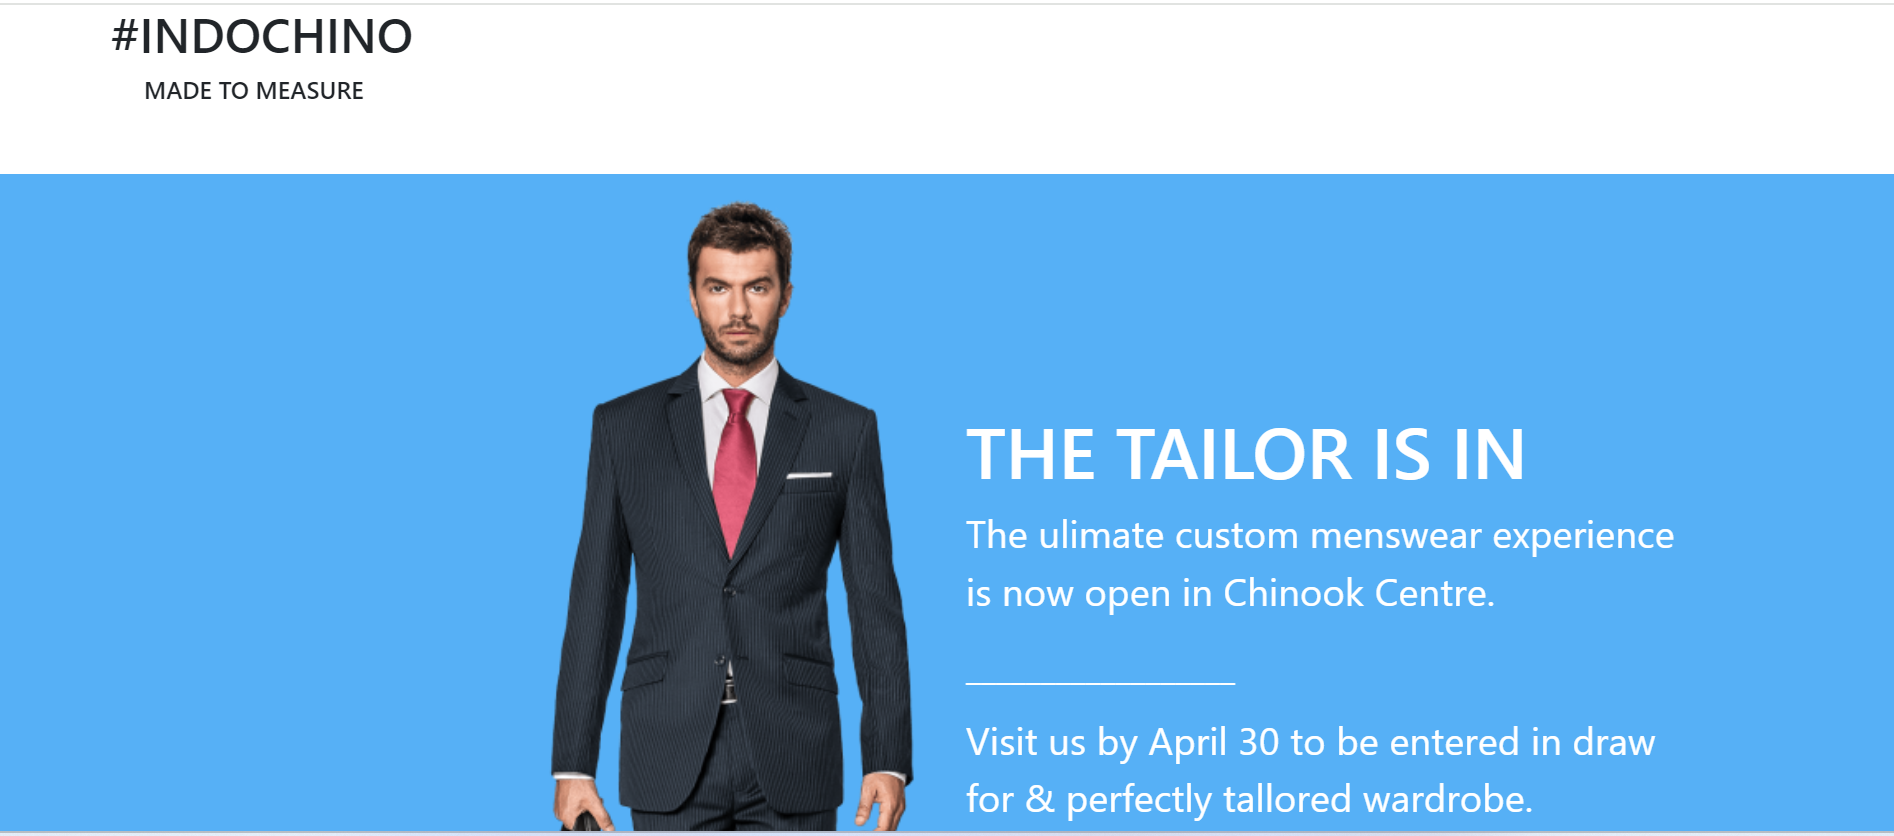 #INDOCHINO
MADE TO MEASURE
THE TAILOR IS IN
The ulimate custom menswear experience
is now open in Chinook Centre.
Visit us by April 30 to be entered in draw
for & perfectly tallored wardrobe.